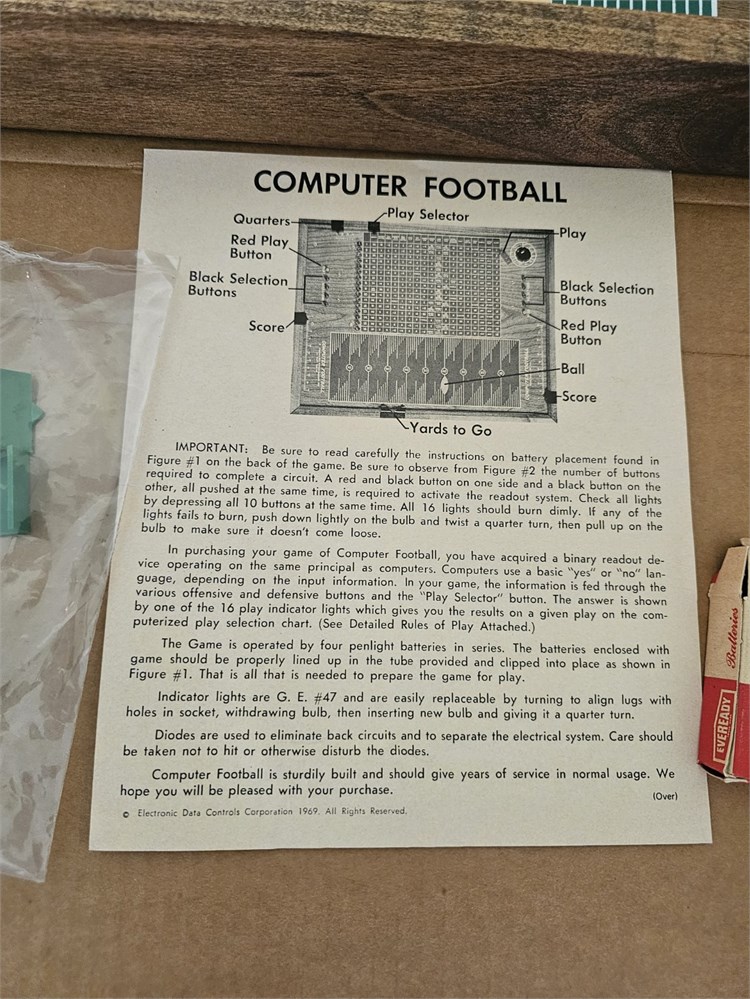 COMPUTER FOOTBALL
Quarters
Play Selector
Red Play
Button
Play
Black Selection
Buttons
Black Selection
Buttons
Score
Red Play
Button
Ball
Score
Yards to Go
IMPORTANT: Be sure to read carefully the instructions on battery placement found in
Figure #1 on the back of the game. Be sure to observe from Figure #2 the number of buttons
required to complete a circuit. A red and black button on one side and a black button on the
other, all pushed at the same time, is required to activate the readout system. Check all lights
by depressing all 10 buttons at the same time. All 16 lights should burn dimly. If any of the
lights fails to burn, push down lightly on the bulb and twist a quarter turn, then pull up on the
bulb to make sure it doesn't come loose.
In purchasing your game of Computer Football, you have acquired a binary readout de-
vice operating on the same principal as computers. Computers use a basic "yes" or "no" lan-
guage, depending on the input information. In your game, the information is fed through the
various offensive and defensive buttons and the "Play Selector" button. The answer is shown
by one of the 16 play indicator lights which gives you the results on a given play on the com-
puterized play selection chart. (See Detailed Rules of Play Attached.)
The Game is operated by four penlight batteries in series. The batteries enclosed with
game should be properly lined up in the tube provided and clipped into place as shown in
Figure #1. That is all that is needed to prepare the game for play.
Indicator lights are G. E. #47 and are easily replaceable by turning to align lugs with
holes in socket, withdrawing bulb, then inserting new bulb and giving it a quarter turn.
Diodes are used to eliminate back circuits and to separate the electrical system. Care should
be taken not to hit or otherwise disturb the diodes.
Computer Football is sturdily built and should give years of service in normal usage. We
hope you will be pleased with your purchase.
(Over)
© Electronic Data Controls Corporation 1969. All Rights Reserved.
Batteries
EVEREADY